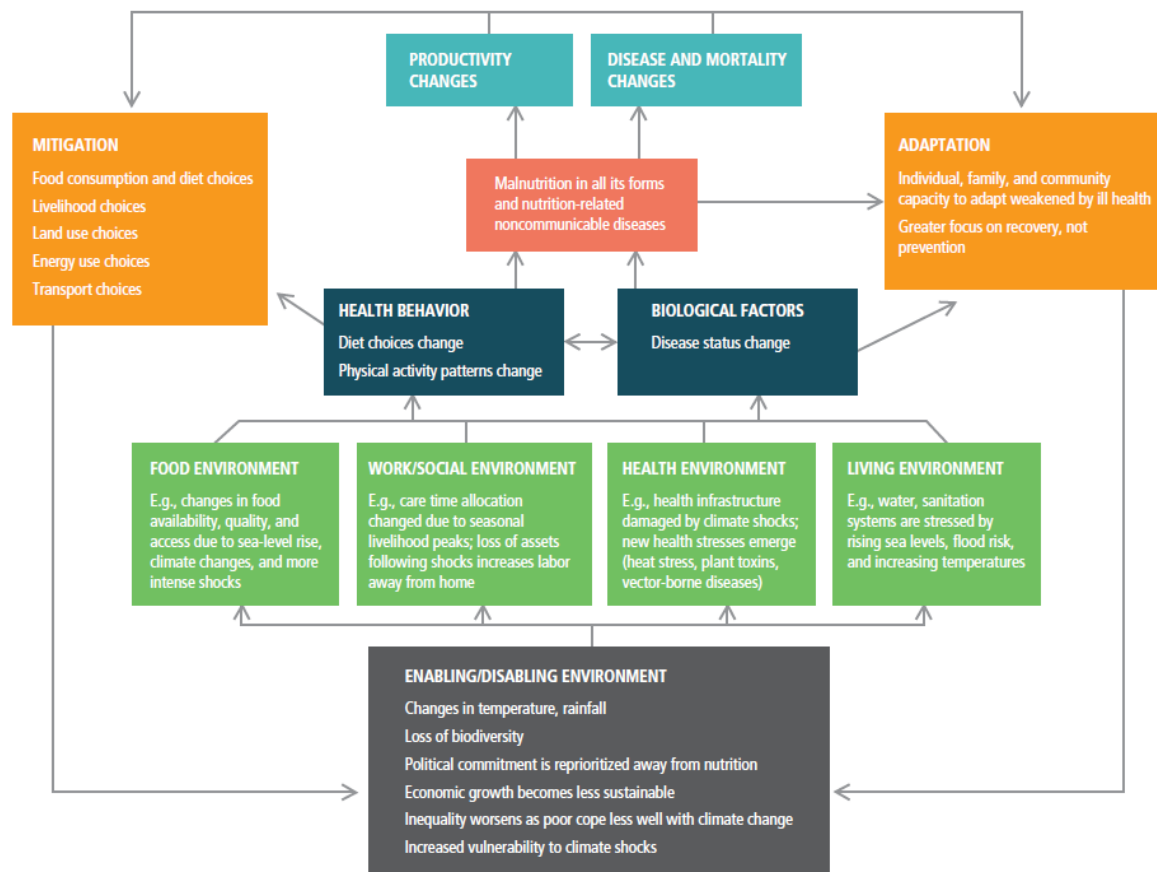 PRODUCTIVITY
CHANGES
DISEASE AND MORTALITY
CHANGES
MITIGATION
Food consumption and diet choices
Livelihood choices
Land use choices
Energy use choices
Transport choices
Malnutrition in all its forms
and nutrition-related
noncommunicable diseases
ADAPTATION
Individual, family, and community
capacity to adapt weakened by ill health
Greater focus on recovery, not
prevention
HEALTH BEHAVIOR
Diet choices change
Physical activity patterns change
BIOLOGICAL FACTORS
Disease status change
FOOD ENVIRONMENT
E.g., changes in food
availability, quality, and
access due to sea-level rise,
climate changes, and more
intense shocks
WORK/SOCIAL ENVIRONMENT
E.g., care time allocation
changed due to seasonal
livelihood peaks; loss of assets
following shocks increases labor
away from home
HEALTH ENVIRONMENT
E.g., health infrastructure
damaged by climate shocks;
new health stresses emerge
(heat stress, plant toxins,
vector-borne diseases)
LIVING ENVIRONMENT
E.g., water, sanitation
systems are stressed by
rising sea levels, flood risk,
and increasing temperatures
ENABLING/DISABLING ENVIRONMENT
Changes in temperature, rainfall
Loss of biodiversity
Political commitment is reprioritized away from nutrition
Economic growth becomes less sustainable
Inequality worsens as poor cope less well with climate change
Increased vulnerability to climate shocks